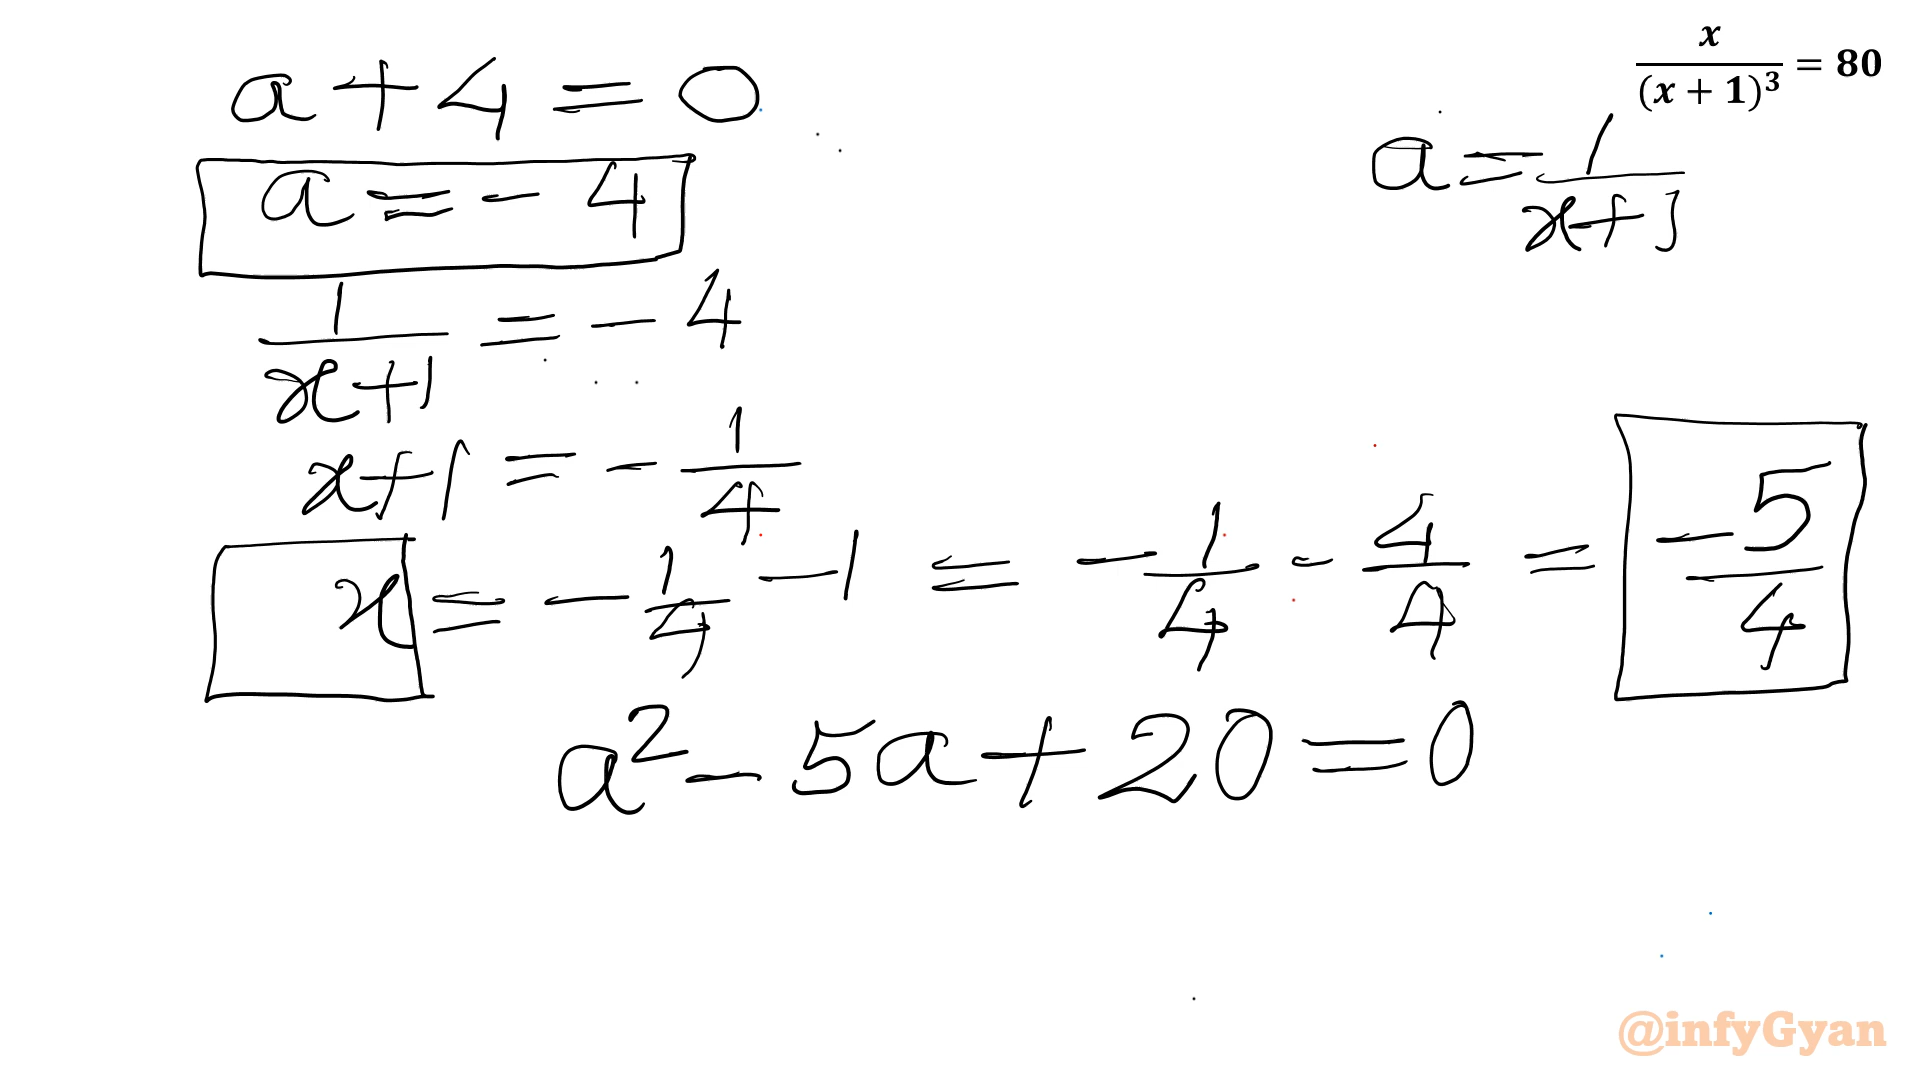 x/(x + 1)³ = 80
a + 4 = 0
a = 1/(x+1)
a = - 4
1/(x+1) = - 4
x+1 = - 1/4
x = - 1/4 - 1 = - 1/4 - 4/4 = -5/4
a² - 5a + 20 = 0
@infyGyan